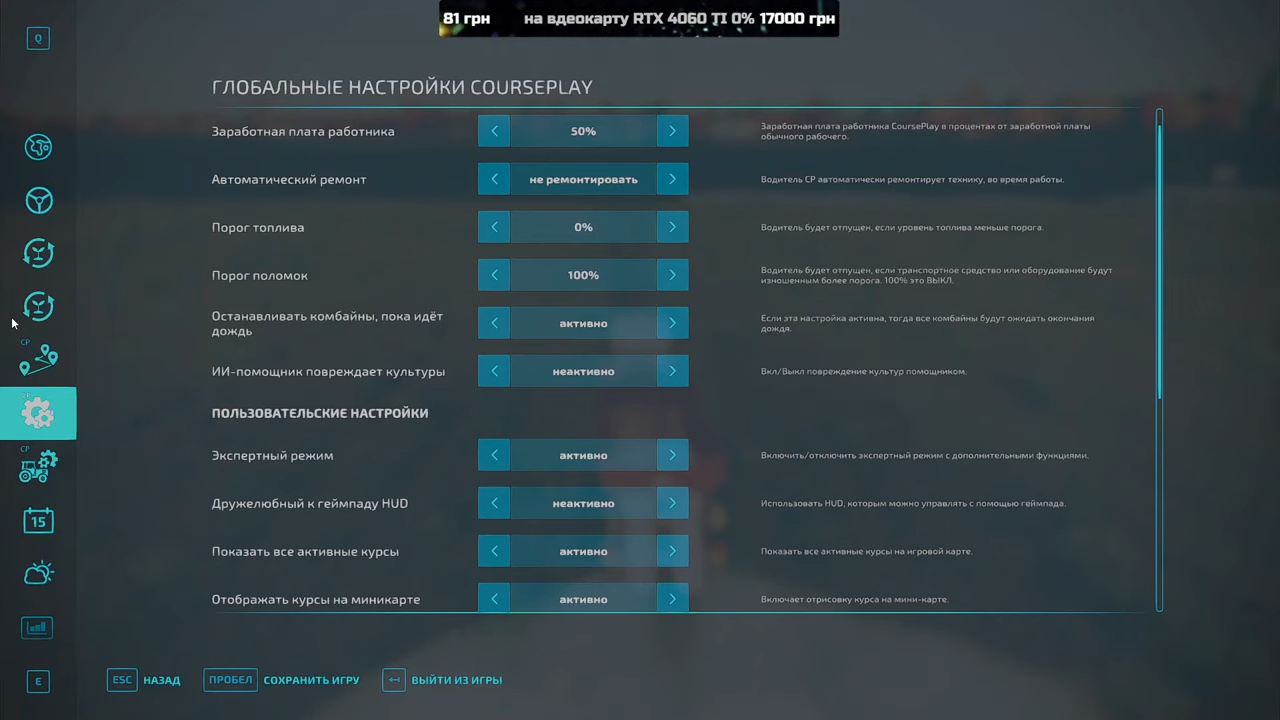 81 грн на вдеокарту RTX 4060 TI 0% 17000 грн
Q
ГЛОБАЛЬНЫЕ НАСТРОЙКИ COURSEPLAY
Заработная плата работника
50%
Заработная плата работника CoursePlay в процентах от заработной платы
обычного рабочего.
Автоматический ремонт
не ремонтировать
Водитель CP автоматически ремонтирует технику, во время работы.
Порог топлива
0%
Водитель будет отпущен, если уровень топлива меньше порога.
Порог поломок
100%
Водитель будет отпущен, если транспортное средство или оборудование будут
изношенным более порога. 100% это ВЫКЛ.
Останавливать комбайны, пока идёт
дождь
активно
Если эта настройка активна, тогда все комбайны будут ожидать окончания
дождя.
ИИ-помощник повреждает культуры
неактивно
Вкл/Выкл повреждение культур помощником.
ПОЛЬЗОВАТЕЛЬСКИЕ НАСТРОЙКИ
Экспертный режим
активно
Включить/отключить экспертный режим с дополнительными функциями.
Дружелюбный к геймпаду HUD
неактивно
Использовать HUD, которым можно управлять с помощью геймпада.
Показать все активные курсы
активно
Показать все активные курсы на игровой карте.
Отображать курсы на миникарте
активно
Включает отрисовку курса на мини-карте.
CP
CP
CP
15
E
ESC НАЗАД ПРОБЕЛ СОХРАНИТЬ ИГРУ ВЫЙТИ ИЗ ИГРЫ